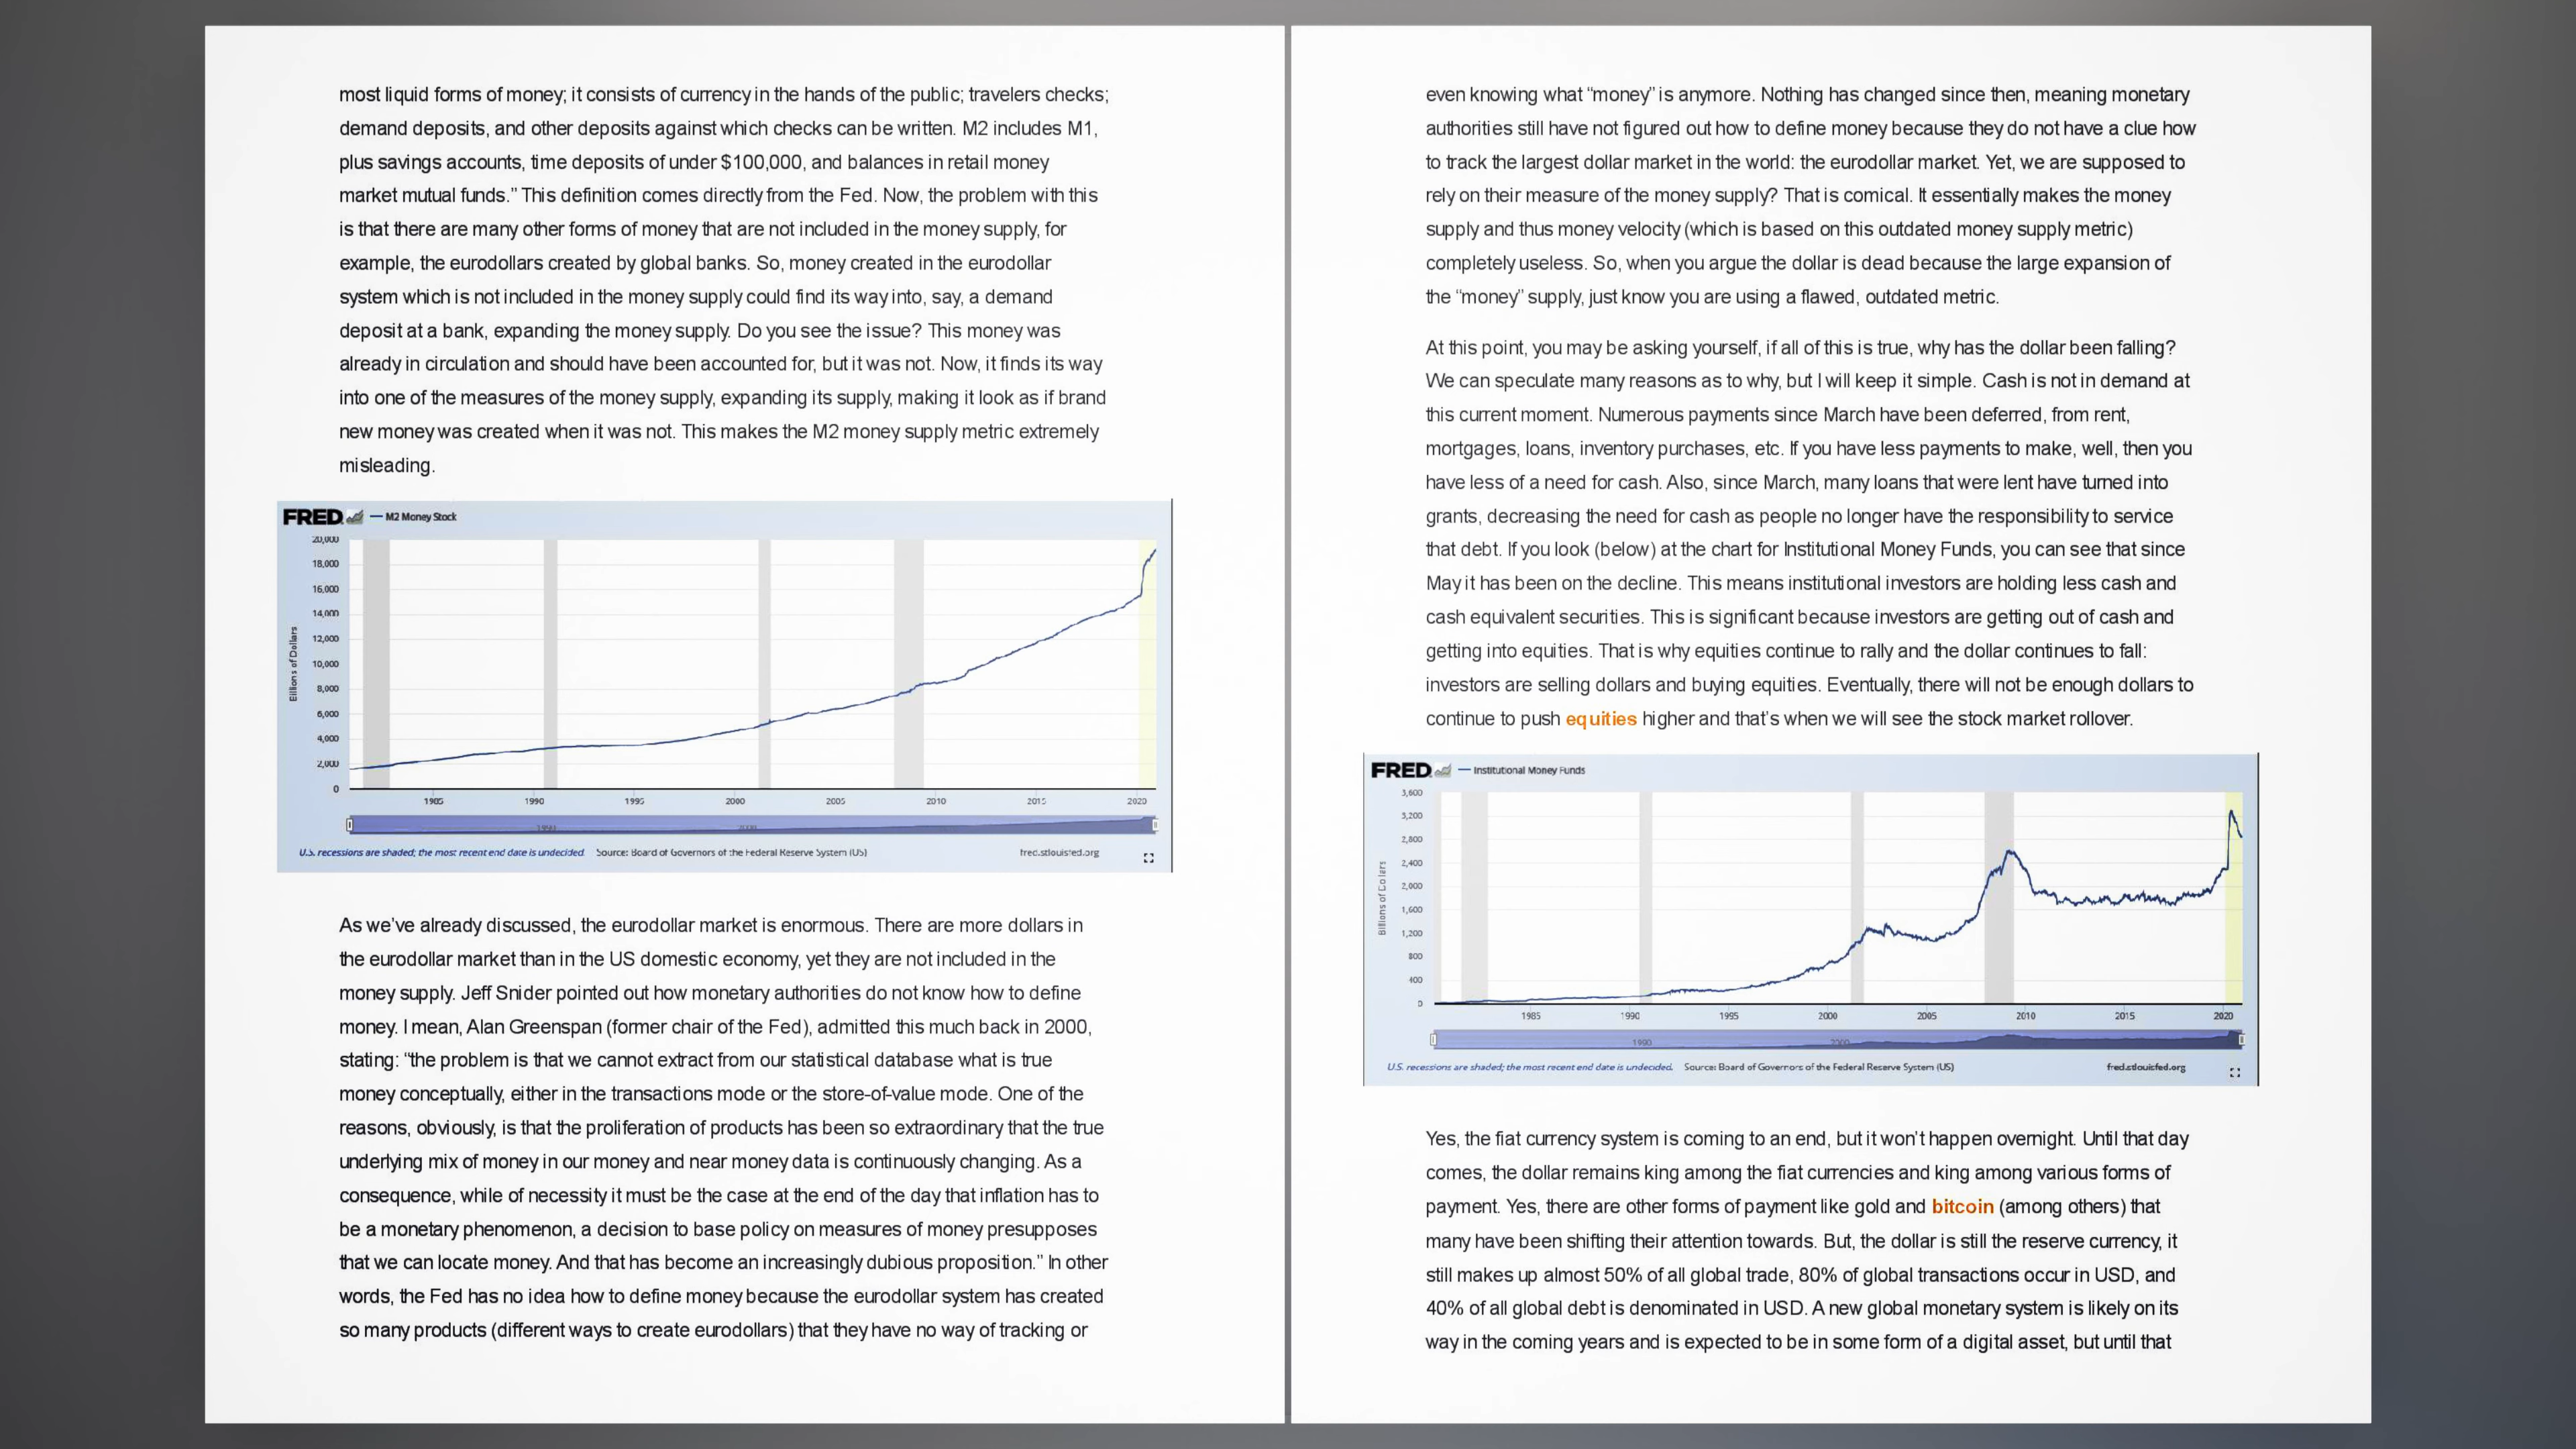 most liquid forms of money; it consists of currency in the hands of the public; travelers checks;
demand deposits, and other deposits against which checks can be written. M2 includes M1,
plus savings accounts, time deposits of under $100,000, and balances in retail money
market mutual funds.” This definition comes directly from the Fed. Now, the problem with this
is that there are many other forms of money that are not included in the money supply, for
example, the eurodollars created by global banks. So, money created in the eurodollar
system which is not included in the money supply could find its way into, say, a demand
deposit at a bank, expanding the money supply. Do you see the issue? This money was
already in circulation and should have been accounted for, but it was not. Now, it finds its way
into one of the measures of the money supply, expanding its supply, making it look as if brand
new money was created when it was not. This makes the M2 money supply metric extremely
misleading.
FRED — M2 Money Stock
20,000
18,000
16,000
14,000
12,000
10,000
8,000
6,000
4,000
2,000
0
Billions of Dollars
1985 1990 1995 2000 2005 2010 2015 2020
1990 2000
U.S. recessions are shaded; the most recent end date is undecided. Source: Board of Governors of the Federal Reserve System (US) fred.stlouisfed.org
As we’ve already discussed, the eurodollar market is enormous. There are more dollars in
the eurodollar market than in the US domestic economy, yet they are not included in the
money supply. Jeff Snider pointed out how monetary authorities do not know how to define
money. I mean, Alan Greenspan (former chair of the Fed), admitted this much back in 2000,
stating: “the problem is that we cannot extract from our statistical database what is true
money conceptually, either in the transactions mode or the store-of-value mode. One of the
reasons, obviously, is that the proliferation of products has been so extraordinary that the true
underlying mix of money in our money and near money data is continuously changing. As a
consequence, while of necessity it must be the case at the end of the day that inflation has to
be a monetary phenomenon, a decision to base policy on measures of money presupposes
that we can locate money. And that has become an increasingly dubious proposition.” In other
words, the Fed has no idea how to define money because the eurodollar system has created
so many products (different ways to create eurodollars) that they have no way of tracking or
even knowing what “money” is anymore. Nothing has changed since then, meaning monetary
authorities still have not figured out how to define money because they do not have a clue how
to track the largest dollar market in the world: the eurodollar market. Yet, we are supposed to
rely on their measure of the money supply? That is comical. It essentially makes the money
supply and thus money velocity (which is based on this outdated money supply metric)
completely useless. So, when you argue the dollar is dead because the large expansion of
the “money” supply, just know you are using a flawed, outdated metric.
At this point, you may be asking yourself, if all of this is true, why has the dollar been falling?
We can speculate many reasons as to why, but I will keep it simple. Cash is not in demand at
this current moment. Numerous payments since March have been deferred, from rent,
mortgages, loans, inventory purchases, etc. If you have less payments to make, well, then you
have less of a need for cash. Also, since March, many loans that were lent have turned into
grants, decreasing the need for cash as people no longer have the responsibility to service
that debt. If you look (below) at the chart for Institutional Money Funds, you can see that since
May it has been on the decline. This means institutional investors are holding less cash and
cash equivalent securities. This is significant because investors are getting out of cash and
getting into equities. That is why equities continue to rally and the dollar continues to fall:
investors are selling dollars and buying equities. Eventually, there will not be enough dollars to
continue to push equities higher and that’s when we will see the stock market rollover.
FRED — Institutional Money Funds
3,600
3,200
2,800
2,400
2,000
1,600
1,200
800
400
0
Billions of Dollars
1985 1990 1995 2000 2005 2010 2015 2020
1990 2000
U.S. recessions are shaded; the most recent end date is undecided. Source: Board of Governors of the Federal Reserve System (US) fred.stlouisfed.org
Yes, the fiat currency system is coming to an end, but it won’t happen overnight. Until that day
comes, the dollar remains king among the fiat currencies and king among various forms of
payment. Yes, there are other forms of payment like gold and bitcoin (among others) that
many have been shifting their attention towards. But, the dollar is still the reserve currency, it
still makes up almost 50% of all global trade, 80% of global transactions occur in USD, and
40% of all global debt is denominated in USD. A new global monetary system is likely on its
way in the coming years and is expected to be in some form of a digital asset, but until that